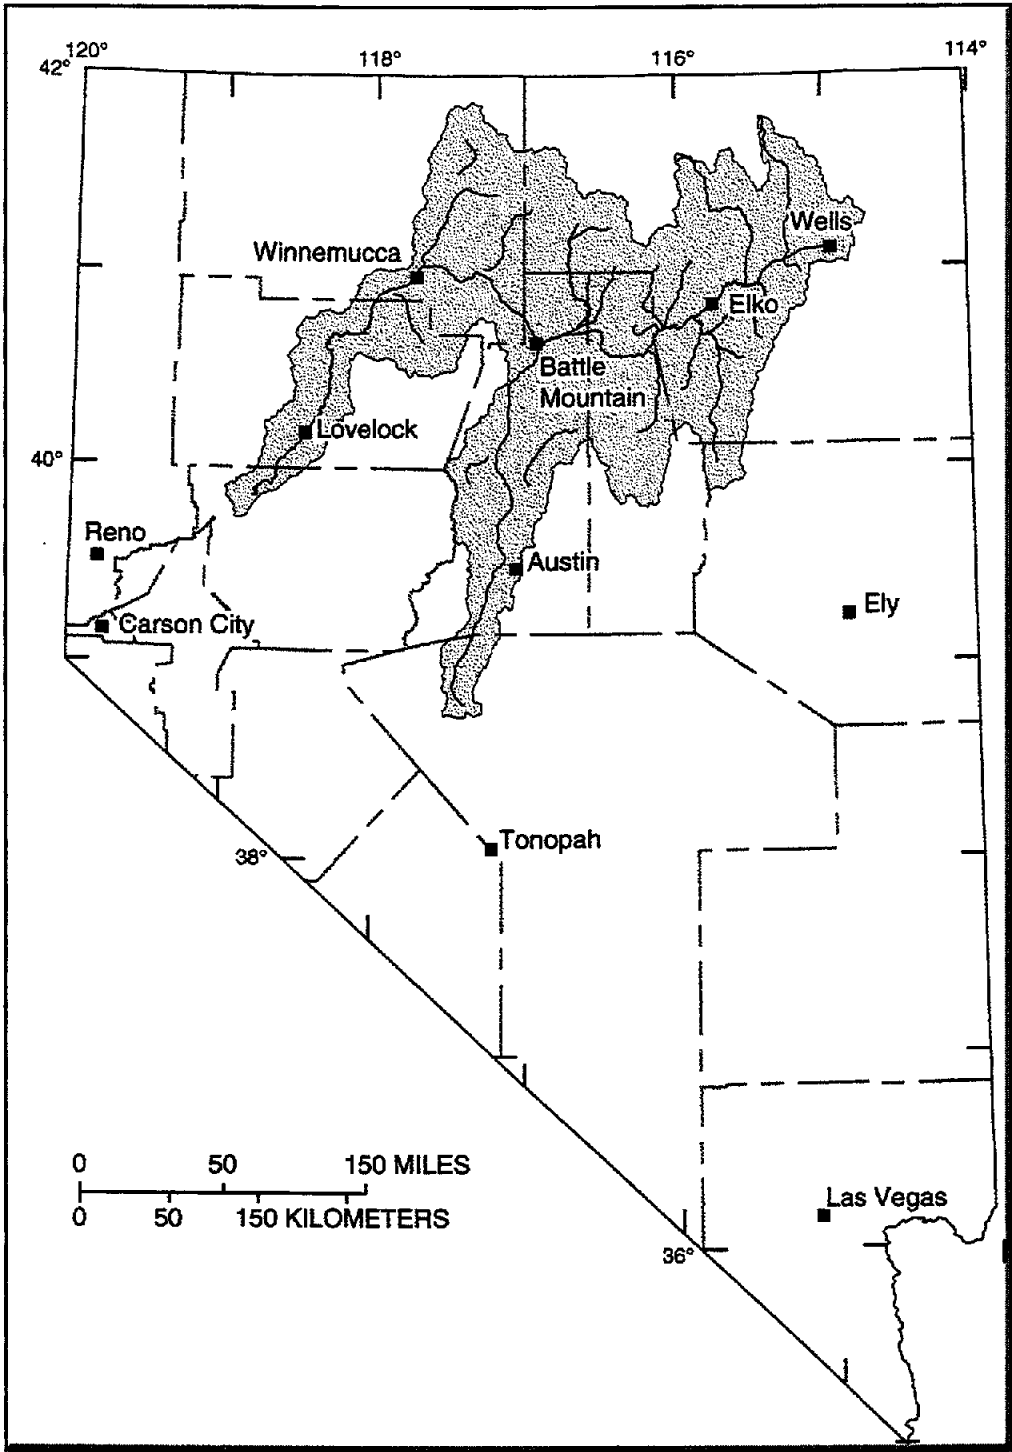 120°
118°
116°
114°
42°
Wells
Winnemucca
Elko
Battle
Mountain
Lovelock
40°
Reno
Austin
Ely
Carson City
Tonopah
38°
0 50 150 MILES
0 50 150 KILOMETERS
Las Vegas
36°